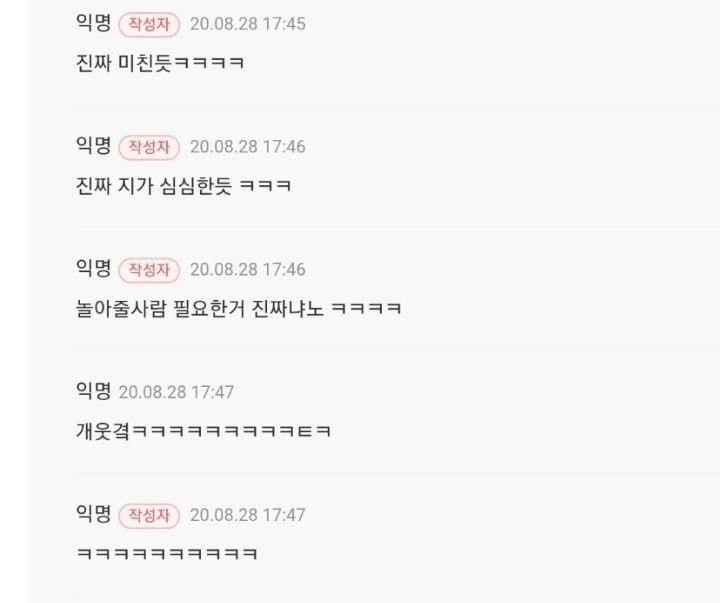 익명 작성자 20.08.28 17:45
진짜 미친듯ㅋㅋㅋㅋ
익명 작성자 20.08.28 17:46
진짜 지가 심심한듯 ㅋㅋㅋ
익명 작성자 20.08.28 17:46
놀아줄사람 필요한거 진짜냐노 ㅋㅋㅋㅋ
익명 20.08.28 17:47
개웃겤ㅋㅋㅋㅋㅋㅋㅋㅋㅋㅌㅋ
익명 작성자 20.08.28 17:47
ㅋㅋㅋㅋㅋㅋㅋㅋㅋㅋ